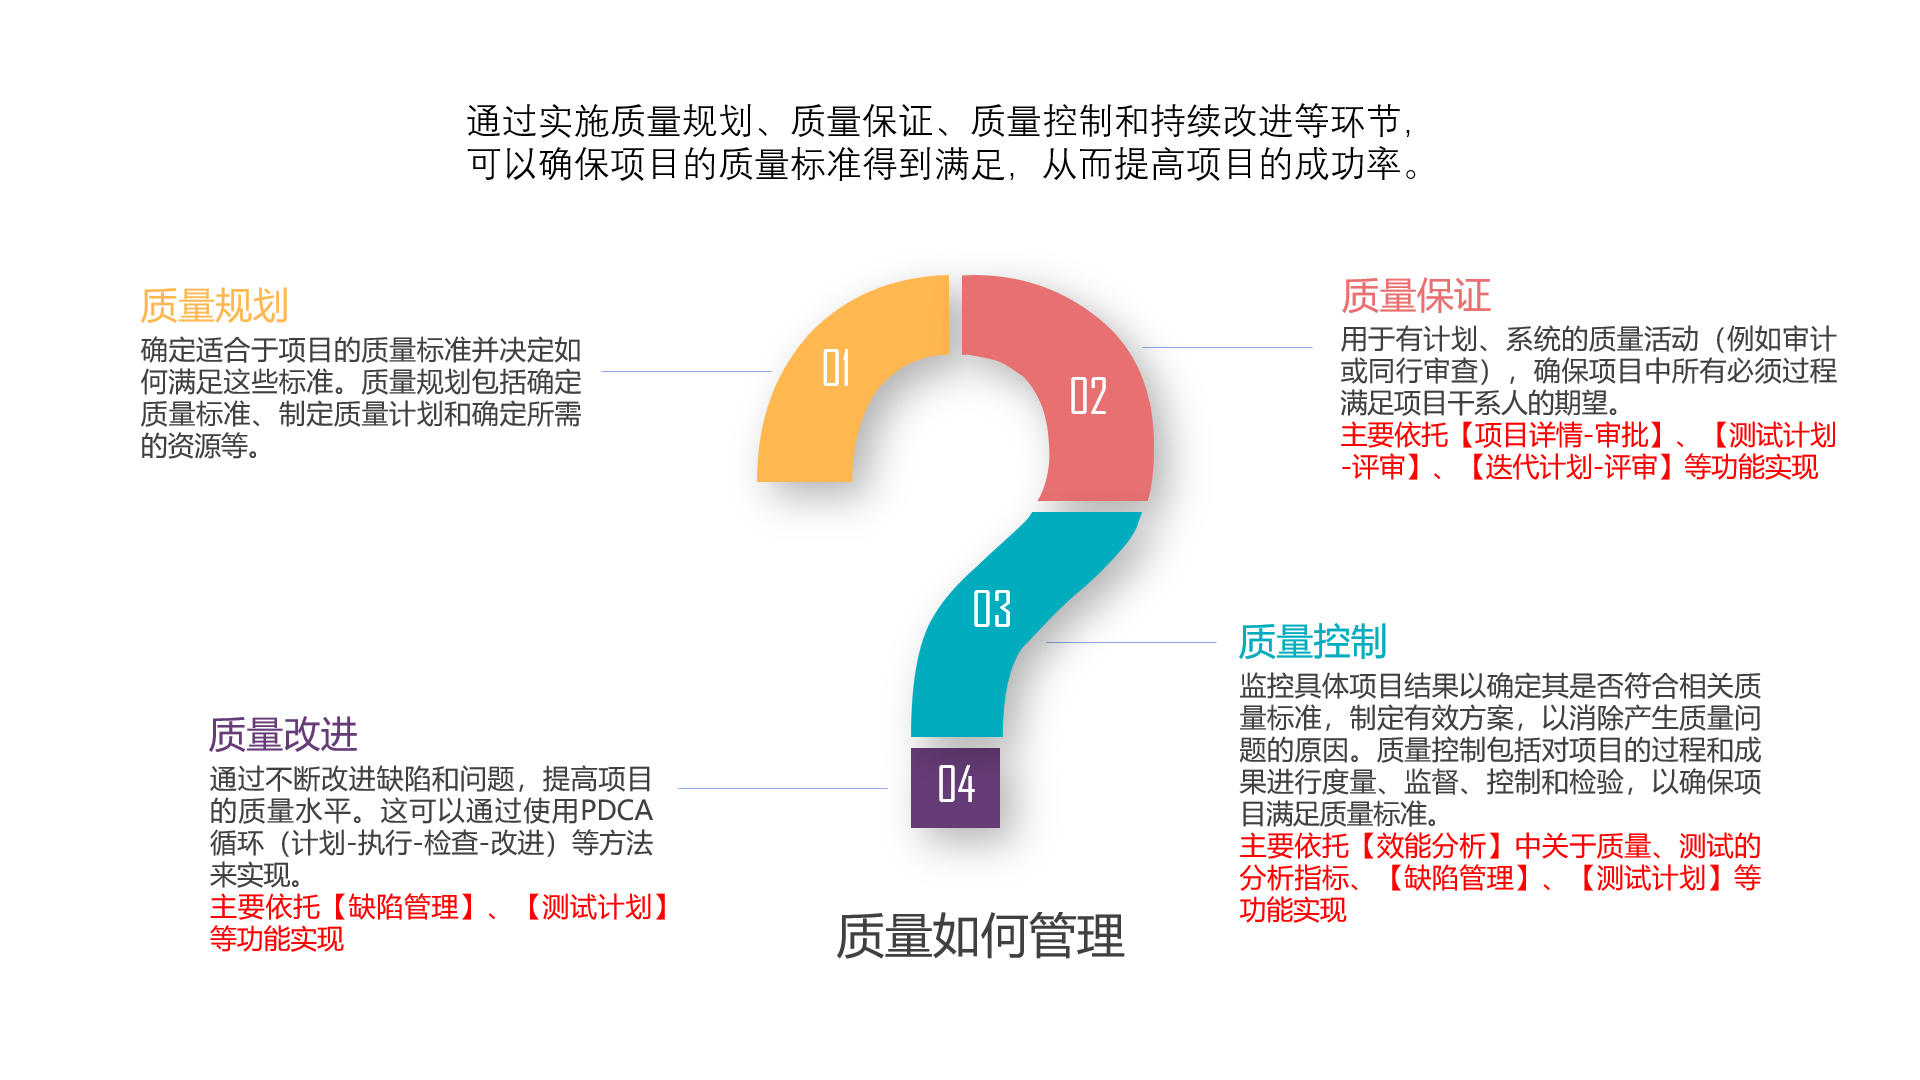 通过实施质量规划、质量保证、质量控制和持续改进等环节，
可以确保项目的质量标准得到满足，从而提高项目的成功率。
质量规划
确定适合于项目的质量标准并决定如
何满足这些标准。质量规划包括确定
质量标准、制定质量计划和确定所需
的资源等。
01
02
质量保证
用于有计划、系统的质量活动（例如审计
或同行审查），确保项目中所有必须过程
满足项目干系人的期望。
主要依托【项目详情-审批】、【测试计划
-评审】、【迭代计划-评审】等功能实现
03
质量控制
监控具体项目结果以确定其是否符合相关质
量标准，制定有效方案，以消除产生质量问
题的原因。质量控制包括对项目的过程和成
果进行度量、监督、控制和检验，以确保项
目满足质量标准。
主要依托【效能分析】中关于质量、测试的
分析指标、【缺陷管理】、【测试计划】等
功能实现
质量改进
通过不断改进缺陷和问题，提高项目
的质量水平。这可以通过使用PDCA
循环（计划-执行-检查-改进）等方法
来实现。
主要依托【缺陷管理】、【测试计划】
等功能实现
04
质量如何管理